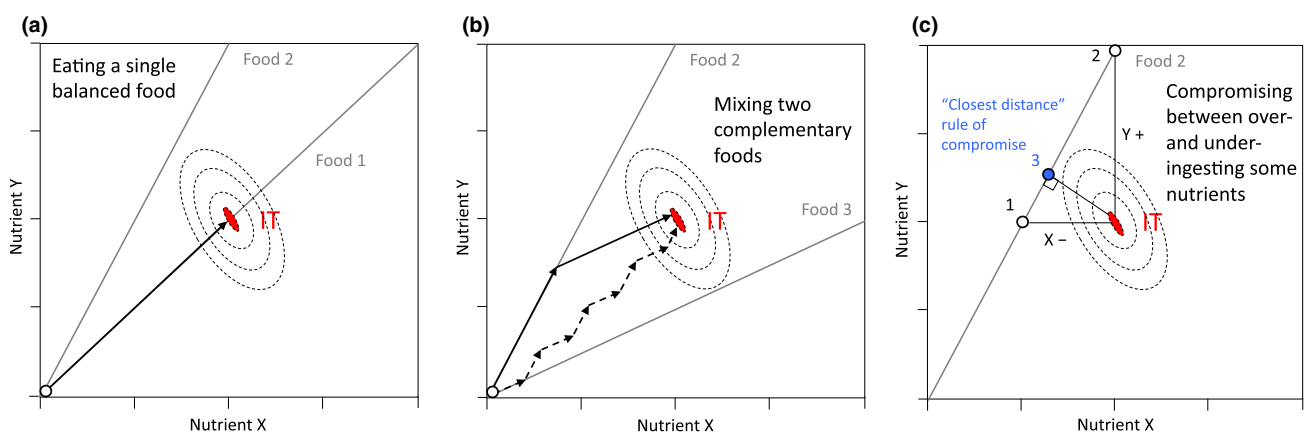 (a)
Eating a single
balanced food
Food 2
Food 1
IT
Nutrient Y
Nutrient X
(b)
Food 2
Mixing two
complementary
foods
Food 3
IT
Nutrient Y
Nutrient X
(c)
2
Food 2
Compromising
between over-
and under-
ingesting some
nutrients
“Closest distance”
rule of
compromise
Y +
3
1
X –
IT
Nutrient Y
Nutrient X